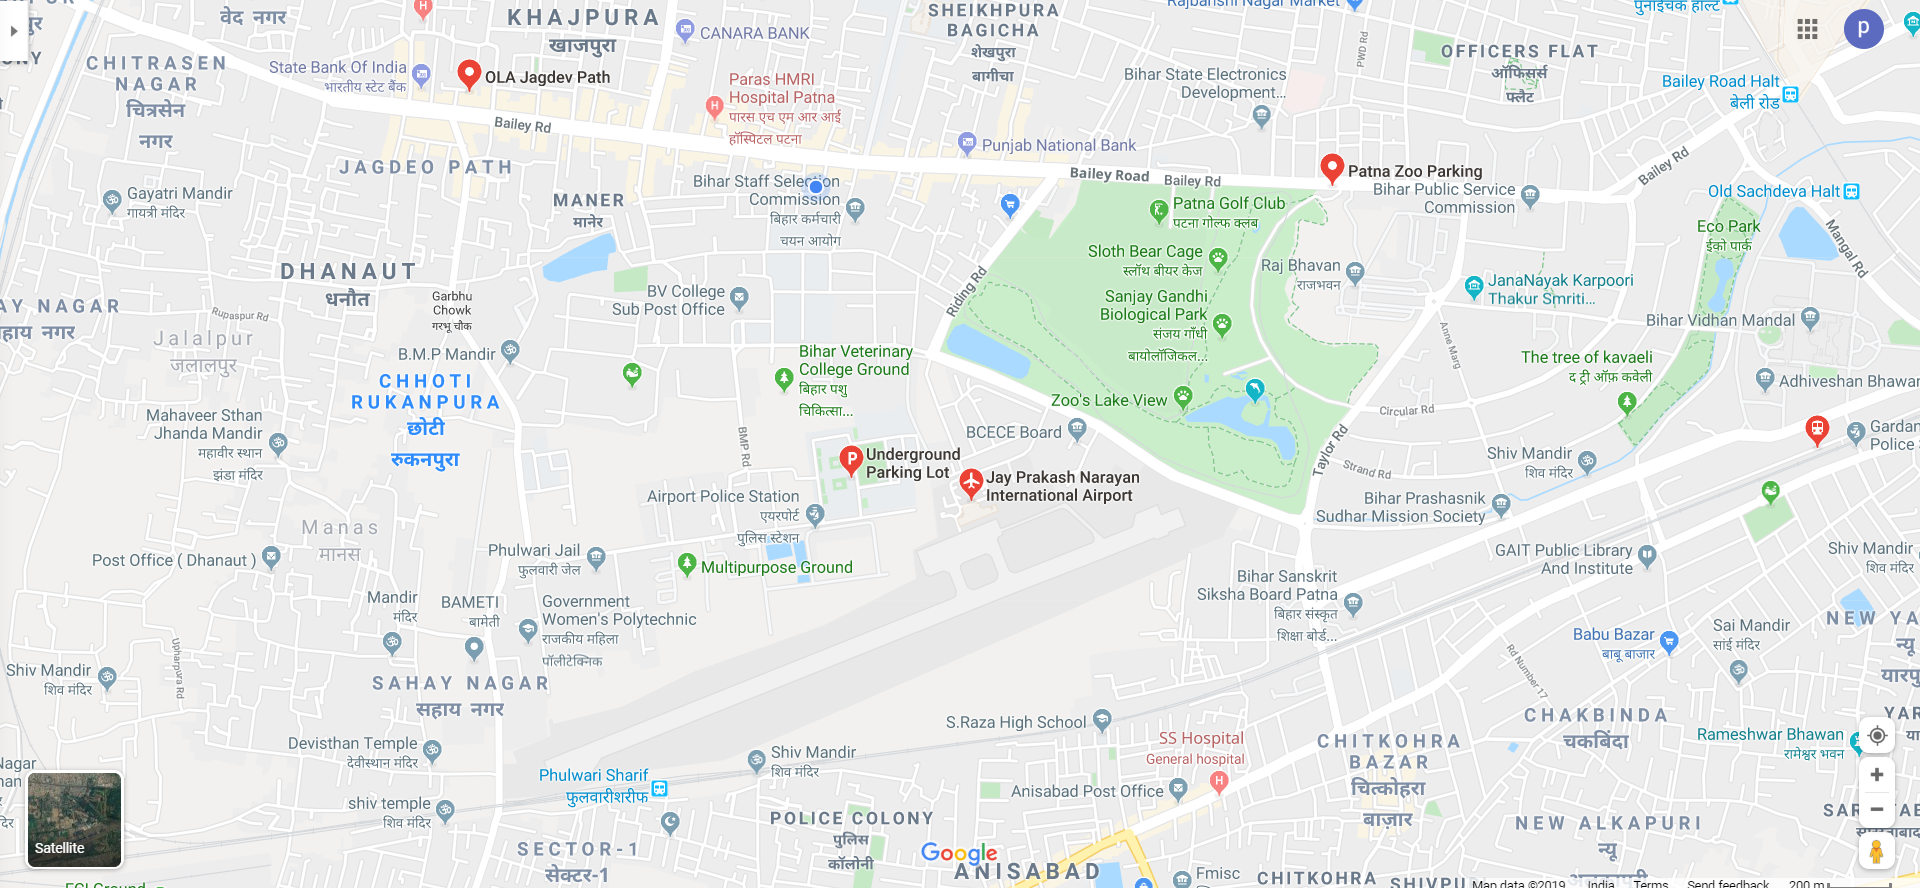 वेद नगर
KHAJPURA
खाजपुरा
CANARA BANK
SHEIKHPURA
BAGICHA
शेखपुरा
बागीचा
Rajbanshi Nagar Market
पुनाईचक हॉल्ट
OFFICERS FLAT
ऑफिसर्स
फ्लैट
p
CHITRASEN
NAGAR
चित्रसेन
नगर
State Bank Of India
भारतीय स्टेट बैंक
OLA Jagdev Path
Paras HMRI
Hospital Patna
पारस एच एम आर आई
हॉस्पिटल पटना
Bihar State Electronics
Development...
PWD Rd
Bailey Road Halt
बेली रोड
Bailey Rd
Punjab National Bank
JAGDEO PATH
Bailey Road
Bailey Rd
Patna Zoo Parking
Bailey Rd
Gayatri Mandir
गायत्री मंदिर
MANER
मानेर
Bihar Staff Selection
Commission
बिहार कर्मचारी
चयन आयोग
Patna Golf Club
पटना गोल्फ क्लब
Bihar Public Service
Commission
Old Sachdeva Halt
Mangal Rd
Eco Park
ईको पार्क
DHANAUT
धनौत
Sloth Bear Cage
स्लॉथ बीयर केज
Raj Bhavan
राजभवन
Riding Rd
JanaNayak Karpoori
Thakur Smriti...
Garbhu
Chowk
गरभू चौक
BV College
Sub Post Office
Sanjay Gandhi
Biological Park
संजय गाँधी
बायोलॉजिकल...
AY NAGAR
हाय नगर
Rupaspur Rd
Jalalpur
जलालपुर
Bihar Vidhan Mandal
Anne Marg
B.M.P Mandir
Bihar Veterinary
College Ground
बिहार पशु
चिकित्सा...
The tree of kavaeli
द ट्री ऑफ़ कवेली
CHHOTI
RUKANPURA
छोटी
रुकनपुरा
Adhiveshan Bhawan
Zoo's Lake View
Circular Rd
Mahaveer Sthan
Jhanda Mandir
महावीर स्थान
झंडा मंदिर
BMP Rd
BCECE Board
Taylor Rd
Gardan
Police S
Underground
Parking Lot
Jay Prakash Narayan
International Airport
Strand Rd
Shiv Mandir
शिव मंदिर
Airport Police Station
एयरपोर्ट
पुलिस स्टेशन
Bihar Prashasnik
Sudhar Mission Society
Manas
मानस
Post Office ( Dhanaut )
Phulwari Jail
फुलवारी जेल
Multipurpose Ground
GAIT Public Library
And Institute
Shiv Mandir
शिव मंदिर
Bihar Sanskrit
Siksha Board Patna
बिहार संस्कृत
शिक्षा बोर्ड...
Mandir
मंदिर
BAMETI
बामेती
Government
Women's Polytechnic
राजकीय महिला
पॉलीटेक्निक
NEW YA
न्यू
यारपु
Babu Bazar
बाबू बाजार
Sai Mandir
सांई मंदिर
Uphapura Rd
Shiv Mandir
शिव मंदिर
Rd Number 17
SAHAY NAGAR
सहाय नगर
S.Raza High School
CHAKBINDA
चकबिंदा
YAR
Devisthan Temple
देवीस्थान मंदिर
Shiv Mandir
शिव मंदिर
SS Hospital
General hospital
CHITKOHRA
BAZAR
चित्कोहरा
बाज़ार
Rameshwar Bhawan
रामेश्वर भवन
Nagar
Phulwari Sharif
फुलवारीशरीफ
shiv temple
शिव मंदिर
Anisabad Post Office
POLICE COLONY
पुलिस
कॉलोनी
NEW ALKAPURI
न्यू
Satellite
SECTOR-1
सेक्टर-1
Google
ANISABAD
Fmisc
CHITKOHRA
SHIVPU
Map data ©2019
India
Terms
Send feedback
200 m